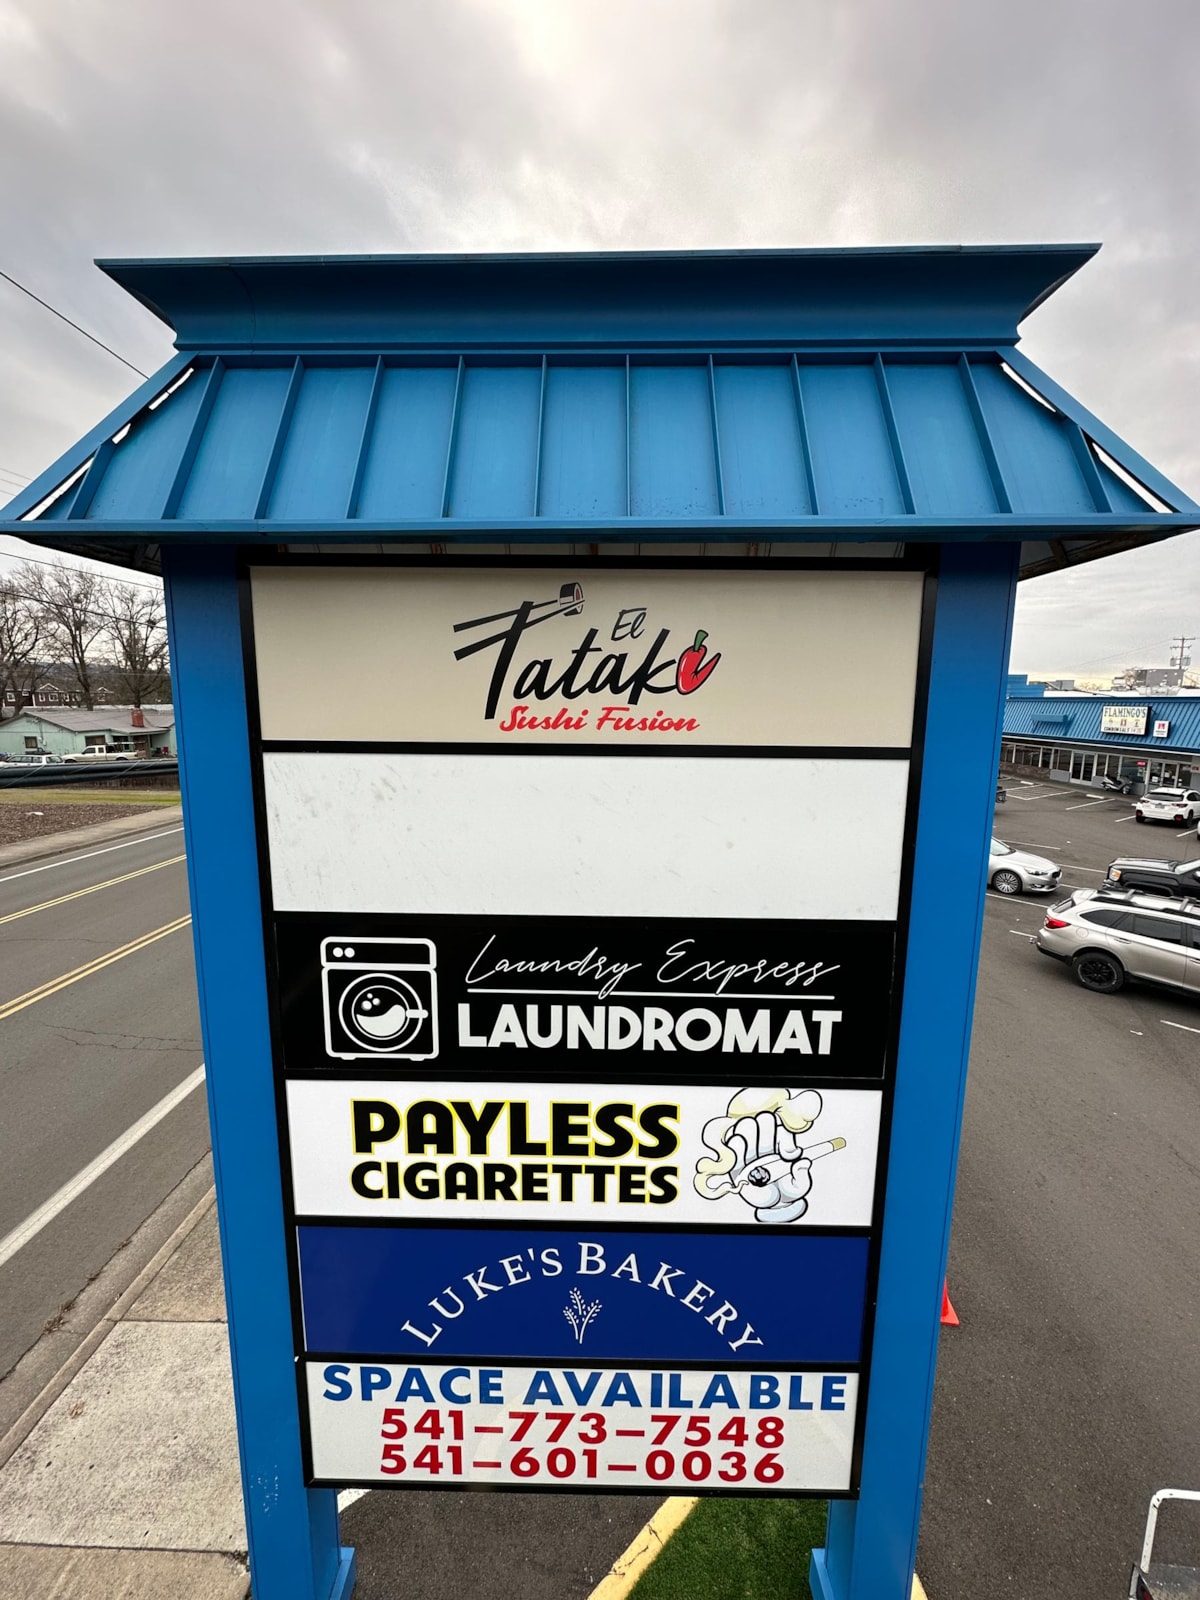 El
Tataki
Sushi Fusion
Laundry Express
LAUNDROMAT
PAYLESS
CIGARETTES
LUKE'S BAKERY
SPACE AVAILABLE
541-773-7548
541-601-0036
FLAMINGO'S